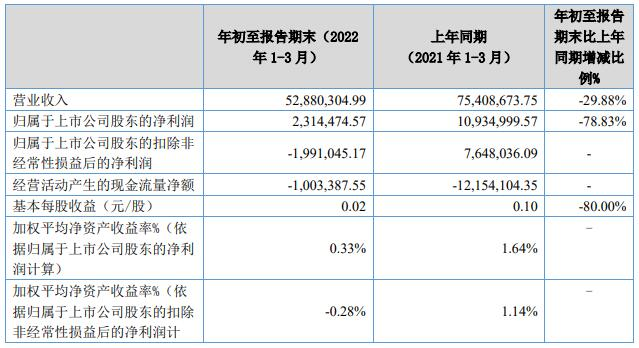 年初至报告期末（2022
年 1-3 月）
上年同期
（2021 年 1-3 月）
年初至报告
期末比上年
同期增减比
例%
营业收入 52,880,304.99 75,408,673.75 -29.88%
归属于上市公司股东的净利润 2,314,474.57 10,934,999.57 -78.83%
归属于上市公司股东的扣除非
经常性损益后的净利润 -1,991,045.17 7,648,036.09 -
经营活动产生的现金流量净额 -1,003,387.55 -12,154,104.35 -
基本每股收益（元/股） 0.02 0.10 -80.00%
加权平均净资产收益率%（依
据归属于上市公司股东的净利
润计算） 0.33% 1.64% –
加权平均净资产收益率%（依
据归属于上市公司股东的扣除
非经常性损益后的净利润计 -0.28% 1.14% –